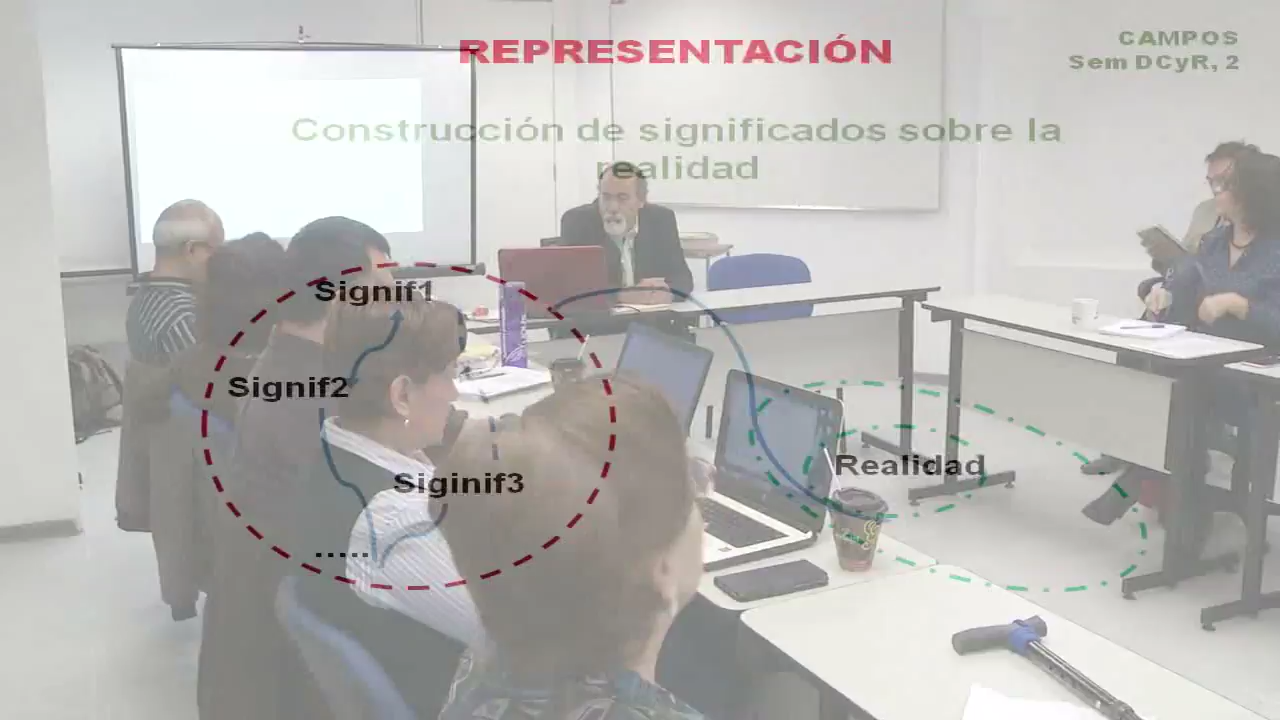 REPRESENTACIÓN
CAMPOS
Sem DCyR, 2
Construcción de significados sobre la
realidad
Signif1
Signif2
Siginif3
.....
Realidad